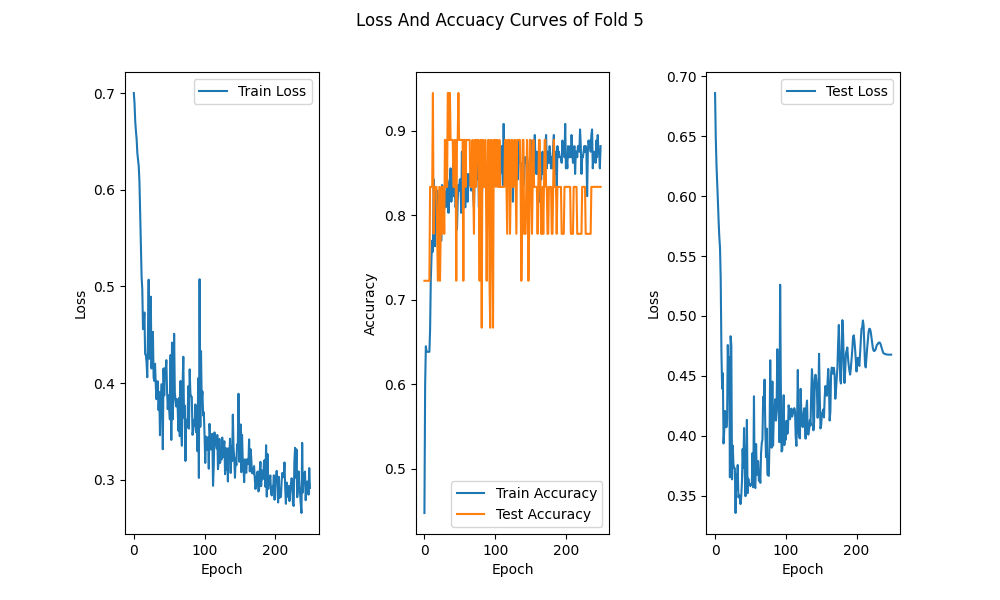 Loss And Accuacy Curves of Fold 5
Train Loss
0.7
0.6
0.5
0.4
0.3
Loss
0 100 200
Epoch
0.9
0.8
0.7
0.6
0.5
Accuracy
Train Accuracy
Test Accuracy
0 100 200
Epoch
Test Loss
0.70
0.65
0.60
0.55
0.50
0.45
0.40
0.35
Loss
0 100 200
Epoch